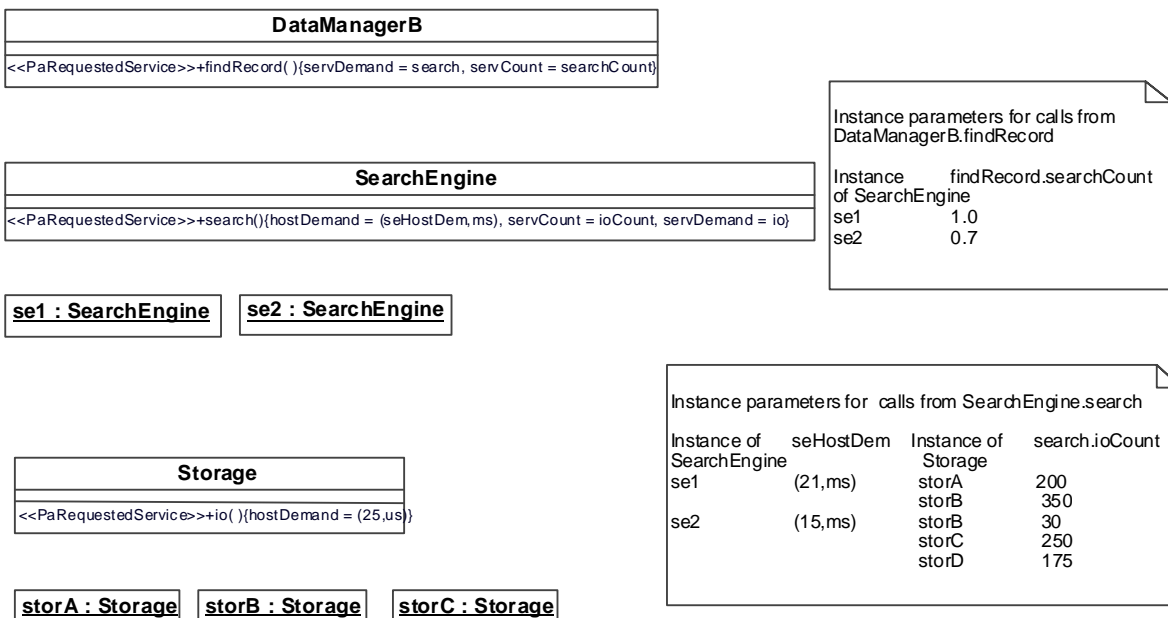 DataManagerB
<<PaRequestedService>>+findRecord( ){servDemand = search, servCount = searchCount}
Instance parameters for calls from
DataManagerB.findRecord
Instance findRecord.searchCount
of SearchEngine
se1 1.0
se2 0.7
SearchEngine
<<PaRequestedService>>+search(){hostDemand = (seHostDem,ms), servCount = ioCount, servDemand = io}
se1 : SearchEngine
se2 : SearchEngine
Instance parameters for calls from SearchEngine.search
Instance of seHostDem Instance of search.ioCount
SearchEngine Storage
se1 (21,ms) storA 200
storB 350
se2 (15,ms) storB 30
storC 250
storD 175
Storage
<<PaRequestedService>>+io( ){hostDemand = (25,us)}
storA : Storage
storB : Storage
storC : Storage